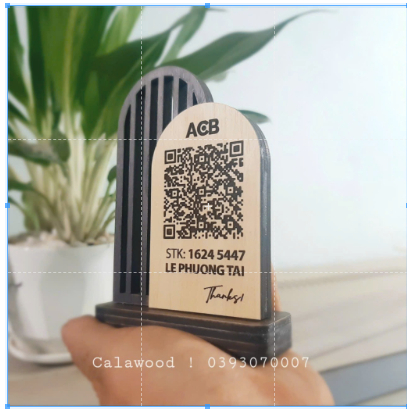 ACB
STK: 1624 5447
LE PHUONG TAI
Thanks!
Calawood ! 0393070007